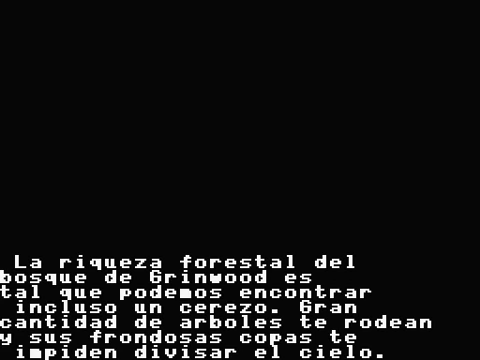 La riqueza forestal del
bosque de Grinwood es
tal que podemos encontrar
incluso un cerezo. Gran
cantidad de arboles te rodean
y sus frondosas copas te
impiden divisar el cielo.